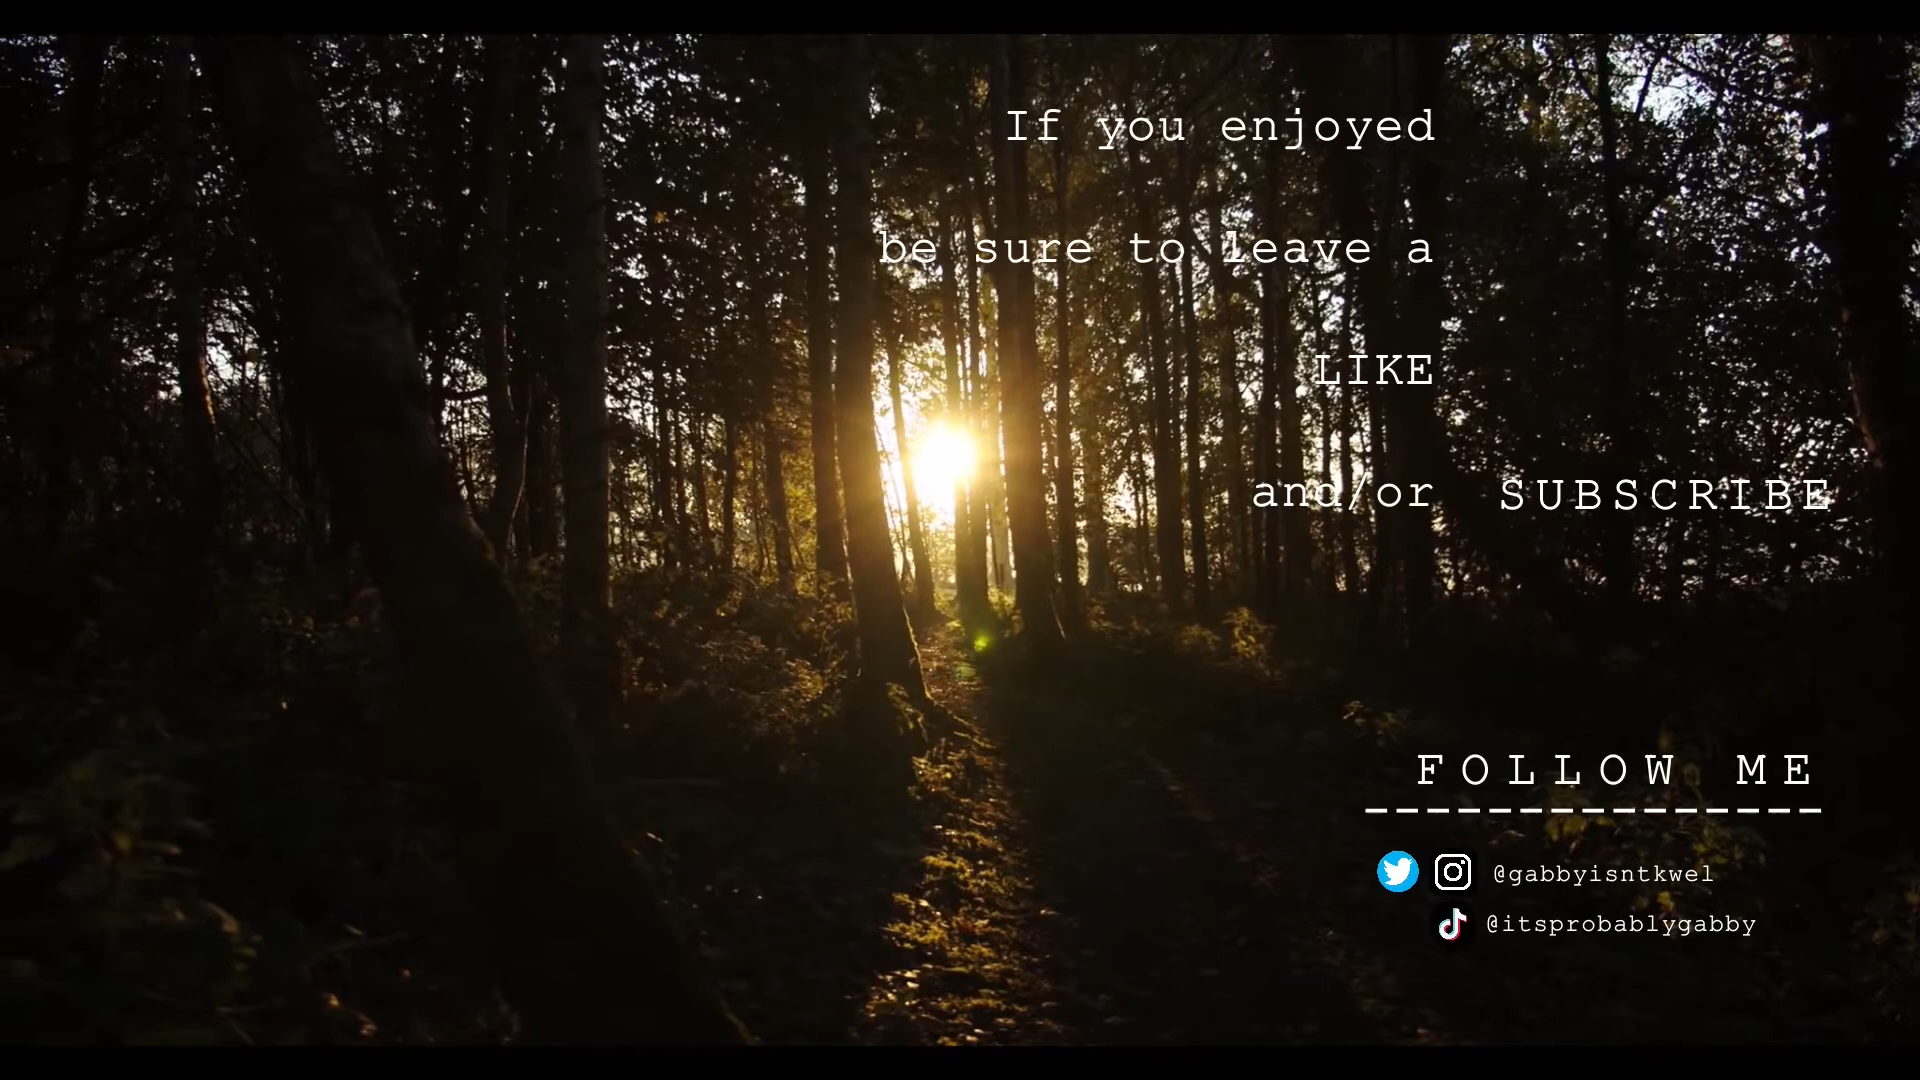 If you enjoyed
be sure to leave a
LIKE
and/or SUBSCRIBE
FOLLOW ME
@gabbyisntkwel
@itsprobablygabby